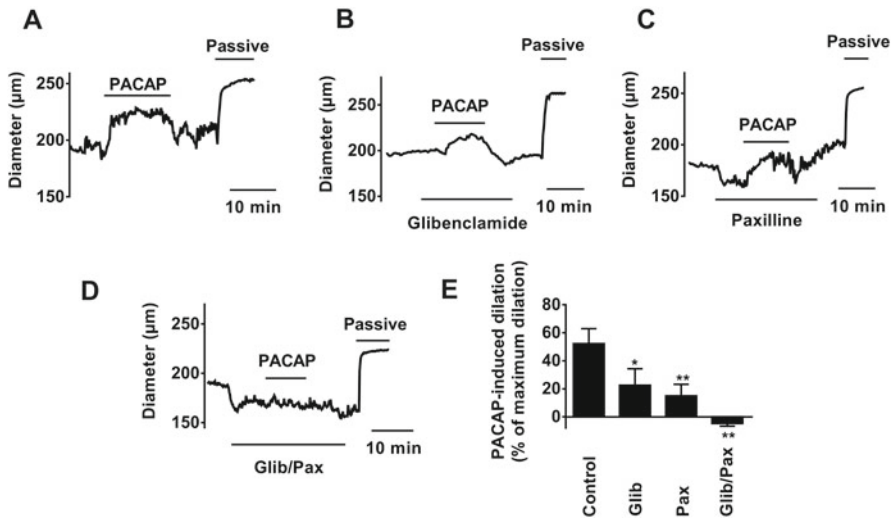 A
Passive
PACAP
Diameter (µm)
250
200
150
10 min
B
Passive
PACAP
Diameter (µm)
250
200
150
10 min
Glibenclamide
C
Passive
PACAP
Diameter (µm)
250
200
150
10 min
Paxilline
D
Passive
PACAP
Diameter (µm)
250
200
150
10 min
Glib/Pax
E
PACAP-induced dilation
(% of maximum dilation)
80
60
40
20
0
*
**
**
Control
Glib
Pax
Glib/Pax